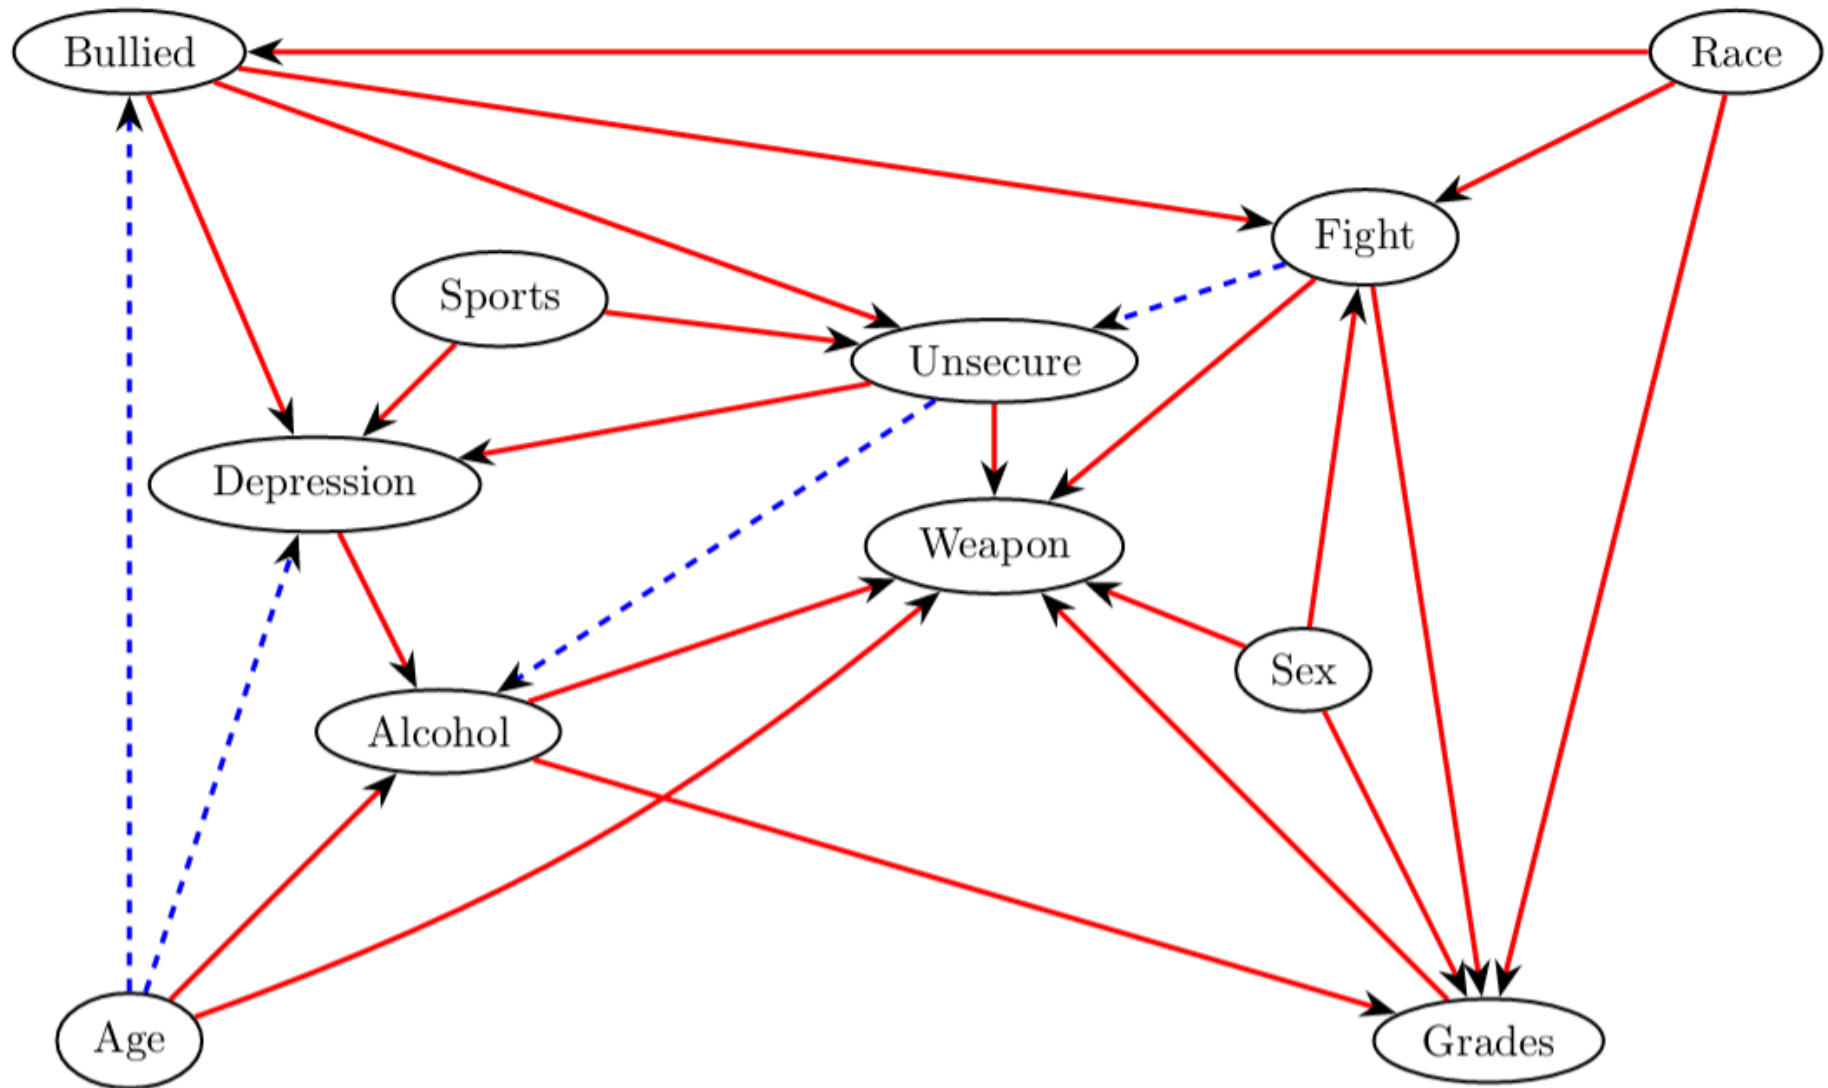 Bullied
Race
Fight
Sports
Unsecure
Depression
Weapon
Sex
Alcohol
Age
Grades